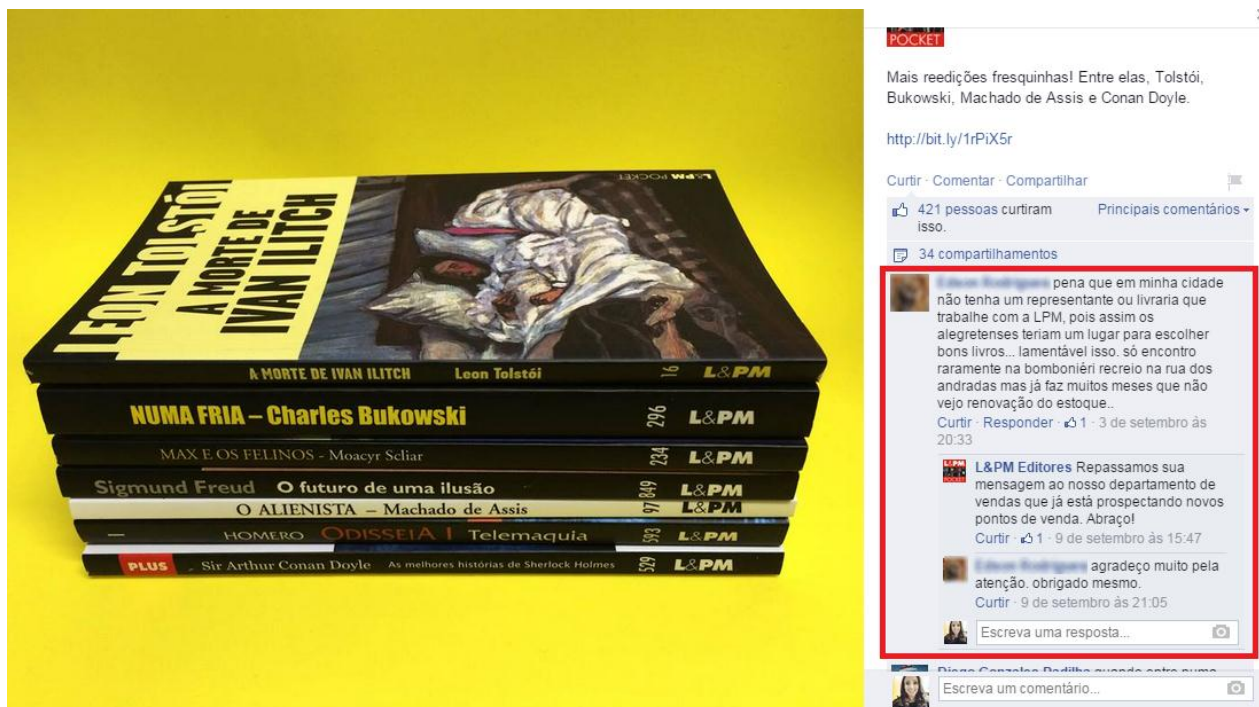 LEON TOLSTÓI
A MORTE DE
IVAN ILITCH
L&PM POCKET
A MORTE DE IVAN ILITCH Leon Tolstói 16 L&PM
NUMA FRIA – Charles Bukowski 296 L&PM
MAX E OS FELINOS - Moacyr Scliar 234 L&PM
Sigmund Freud O futuro de uma ilusão 849 L&PM
O ALIENISTA – Machado de Assis 97 L&PM
HOMERO ODISSEIA I Telemaquia 593 L&PM
PLUS Sir Arthur Conan Doyle As melhores histórias de Sherlock Holmes 529 L&PM
POCKET
Mais reedições fresquinhas! Entre elas, Tolstói,
Bukowski, Machado de Assis e Conan Doyle.
http://bit.ly/1rPiX5r
Curtir · Comentar · Compartilhar
421 pessoas curtiram Principais comentários
isso.
34 compartilhamentos
pena que em minha cidade
não tenha um representante ou livraria que
trabalhe com a LPM, pois assim os
alegretenses teriam um lugar para escolher
bons livros... lamentável isso. só encontro
raramente na bomboniéri recreio na rua dos
andradas mas já faz muitos meses que não
vejo renovação do estoque..
Curtir · Responder · 1 · 3 de setembro às
20:33
L&PM POCKET
L&PM Editores Repassamos sua
mensagem ao nosso departamento de
vendas que já está prospectando novos
pontos de venda. Abraço!
Curtir · 1 · 9 de setembro às 15:47
agradeço muito pela
atenção. obrigado mesmo.
Curtir · 9 de setembro às 21:05
Escreva uma resposta...
Diego Gonzales Padilha quando entro numa
Escreva um comentário...